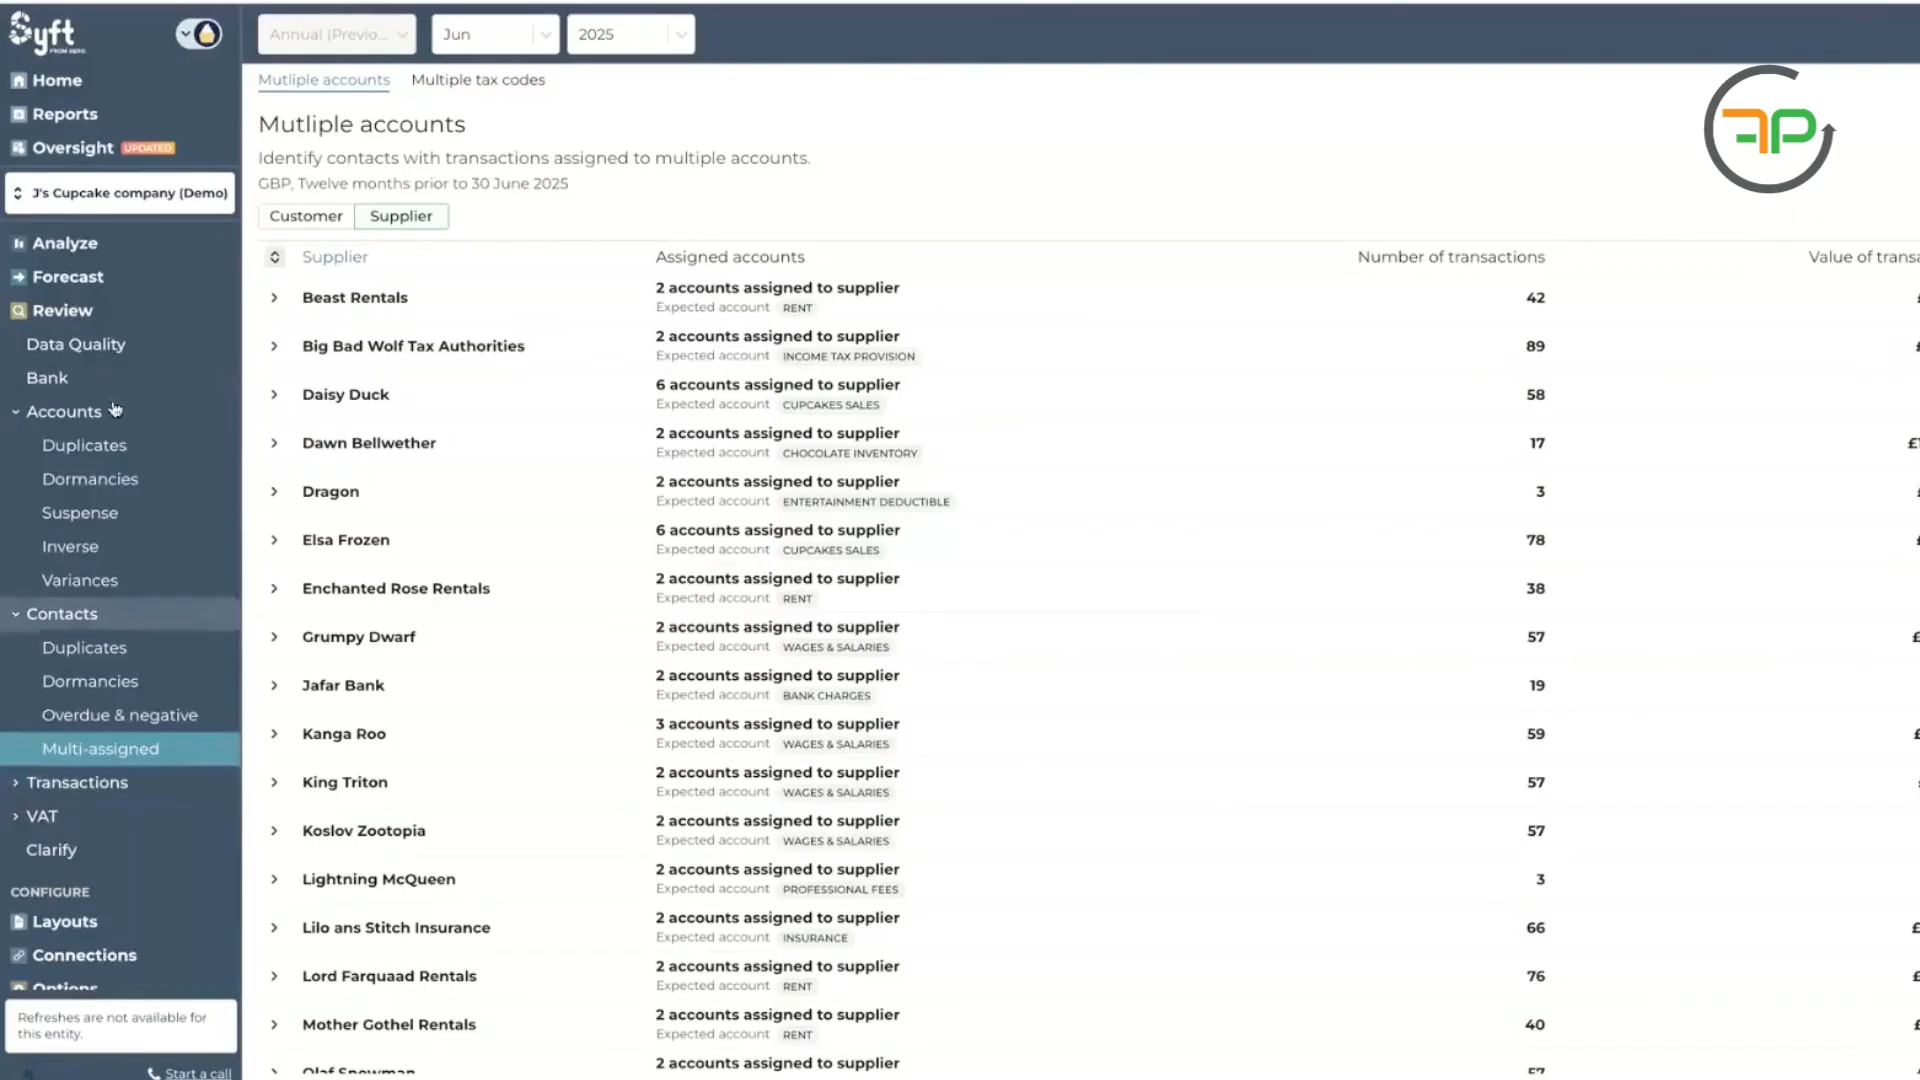 Syft
FROM XERO
Annual (Previo...
Jun
2025
Home
Reports
Oversight UPDATED
J's Cupcake company (Demo)
Analyze
Forecast
Review
Data Quality
Bank
Accounts
Duplicates
Dormancies
Suspense
Inverse
Variances
Contacts
Duplicates
Dormancies
Overdue & negative
Multi-assigned
Transactions
VAT
Clarify
CONFIGURE
Layouts
Connections
Options
Refreshes are not available for
this entity.
Start a call
Mutliple accounts Multiple tax codes
FP
Mutliple accounts
Identify contacts with transactions assigned to multiple accounts.
GBP, Twelve months prior to 30 June 2025
Customer Supplier
Supplier Assigned accounts Number of transactions Value of transa
Beast Rentals 2 accounts assigned to supplier 42 £
Expected account RENT
Big Bad Wolf Tax Authorities 2 accounts assigned to supplier 89 £
Expected account INCOME TAX PROVISION
Daisy Duck 6 accounts assigned to supplier 58 £
Expected account CUPCAKES SALES
Dawn Bellwether 2 accounts assigned to supplier 17 £1
Expected account CHOCOLATE INVENTORY
Dragon 2 accounts assigned to supplier 3 £
Expected account ENTERTAINMENT DEDUCTIBLE
Elsa Frozen 6 accounts assigned to supplier 78 £
Expected account CUPCAKES SALES
Enchanted Rose Rentals 2 accounts assigned to supplier 38
Expected account RENT
Grumpy Dwarf 2 accounts assigned to supplier 57 £
Expected account WAGES & SALARIES
Jafar Bank 2 accounts assigned to supplier 19
Expected account BANK CHARGES
Kanga Roo 3 accounts assigned to supplier 59 £
Expected account WAGES & SALARIES
King Triton 2 accounts assigned to supplier 57 £
Expected account WAGES & SALARIES
Koslov Zootopia 2 accounts assigned to supplier 57
Expected account WAGES & SALARIES
Lightning McQueen 2 accounts assigned to supplier 3
Expected account PROFESSIONAL FEES
Lilo ans Stitch Insurance 2 accounts assigned to supplier 66 £
Expected account INSURANCE
Lord Farquaad Rentals 2 accounts assigned to supplier 76 £
Expected account RENT
Mother Gothel Rentals 2 accounts assigned to supplier 40 £
Expected account RENT
Olaf Snowman 2 accounts assigned to supplier 57